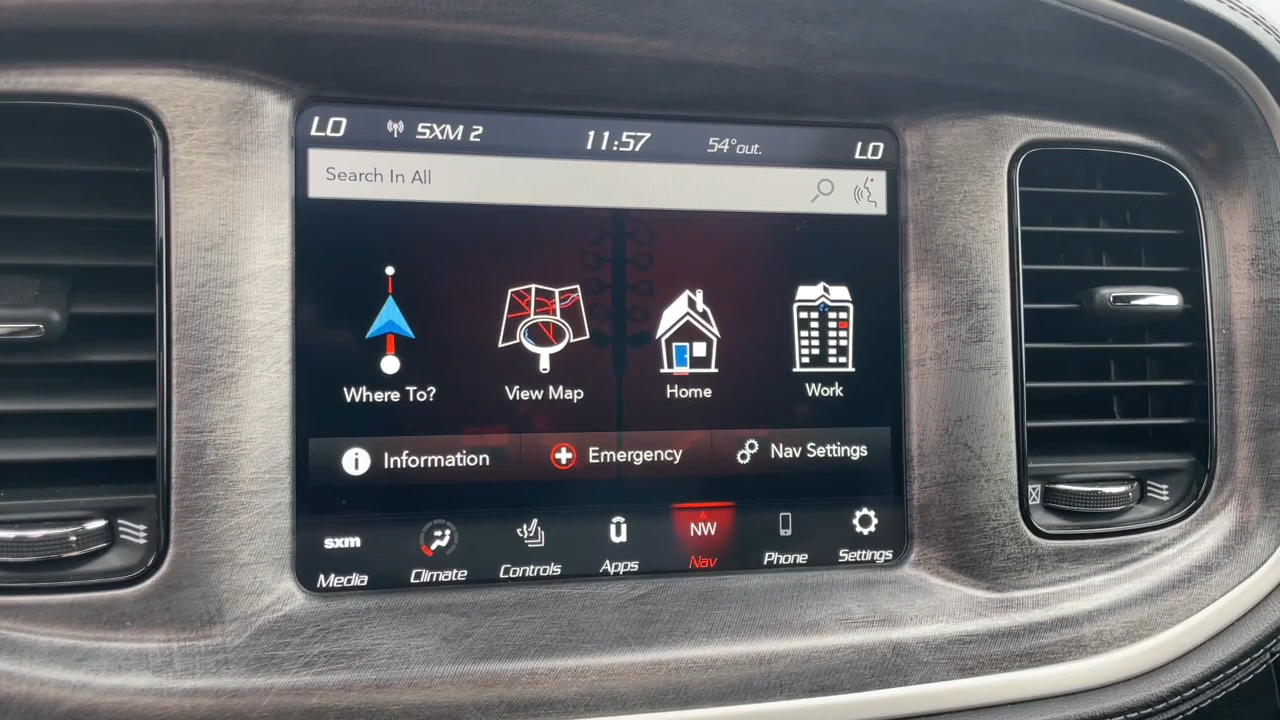 LO SXM 2 11:57 54° out. LO
Search In All
Where To? View Map Home Work
Information Emergency Nav Settings
sxm NW
Media Climate Controls Apps Nav Phone Settings